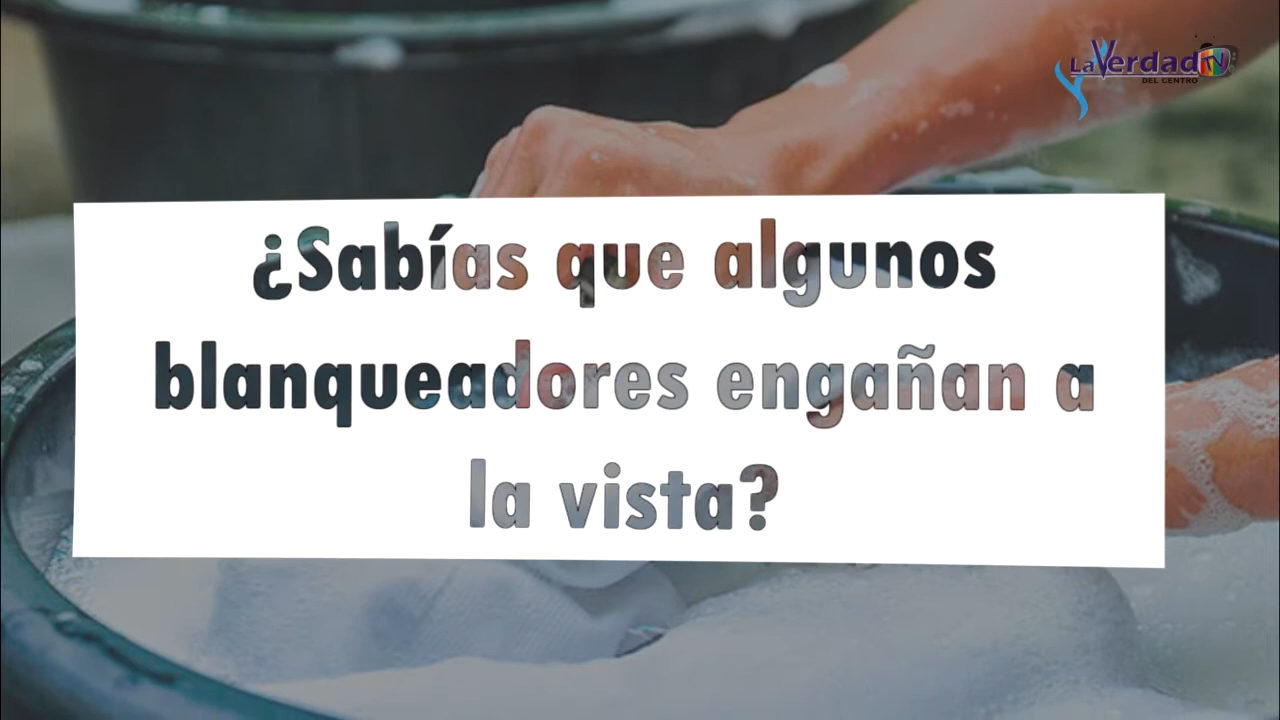 La Verdad TV
DEL CENTRO
¿Sabías que algunos
blanqueadores engañan a
la vista?